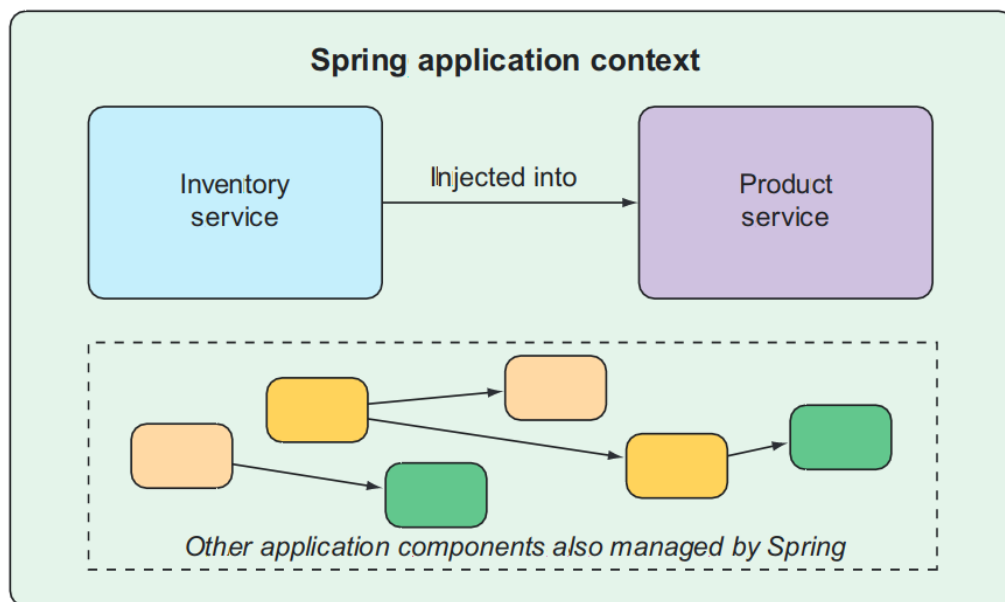 Spring application context
Inventory
service
Injected into
Product
service
Other application components also managed by Spring